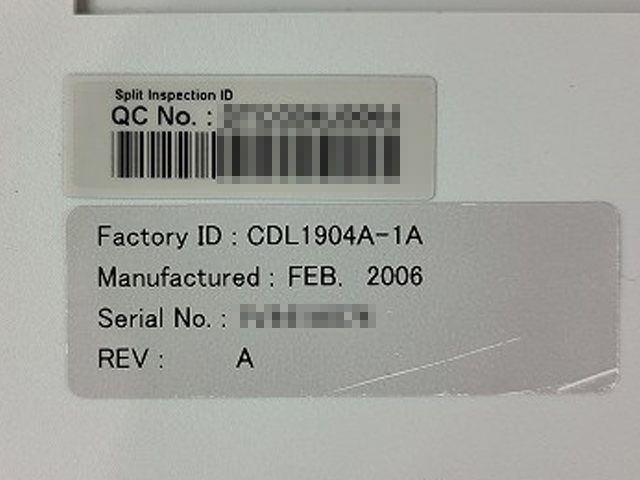 Split Inspection ID
QC No. :
Factory ID : CDL1904A-1A
Manufactured : FEB. 2006
Serial No. :
REV : A